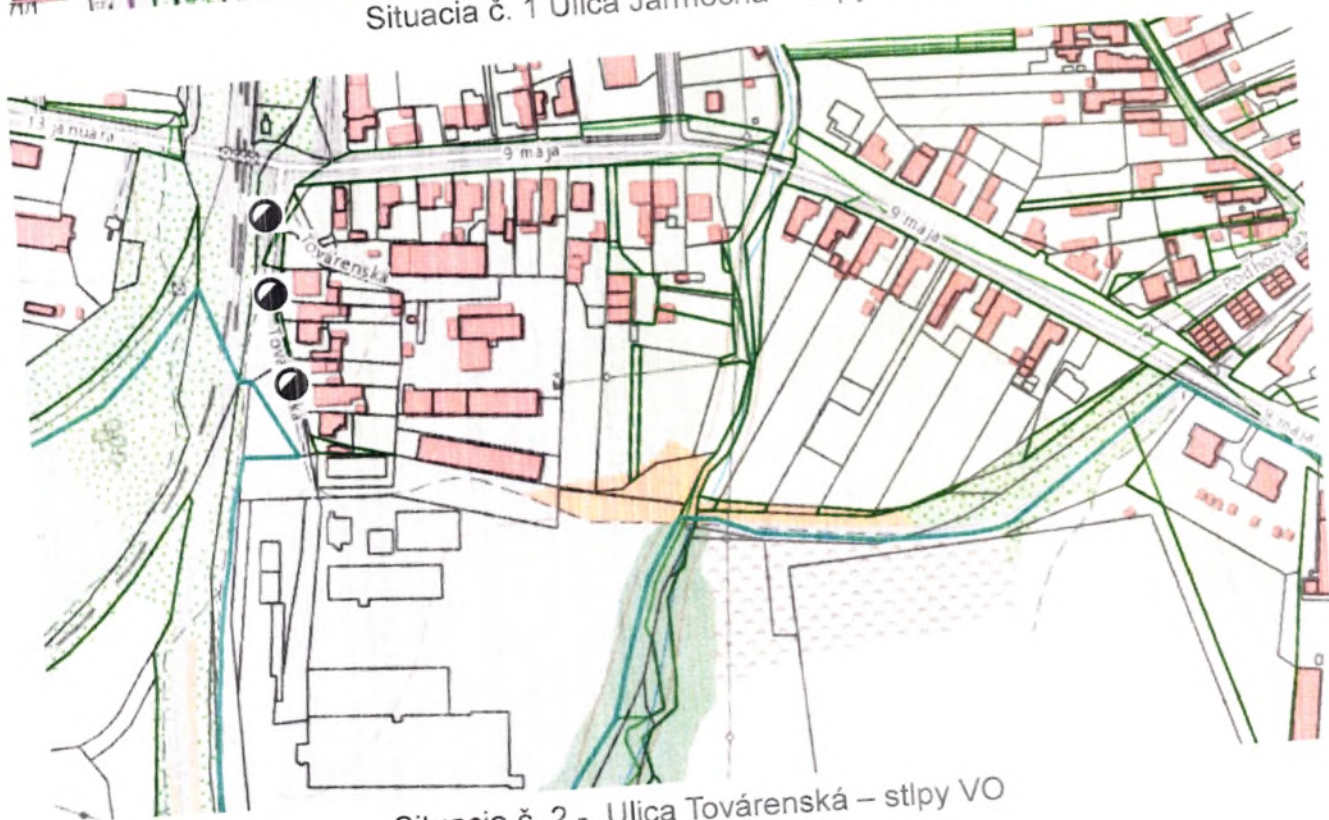 Situacia č. 1 Ulica Jarmočná
13 januára
9 mája
Továrenská
9 mája
Podhorská
9 mája
Situacia č. 2 - Ulica Továrenská – stlpy VO